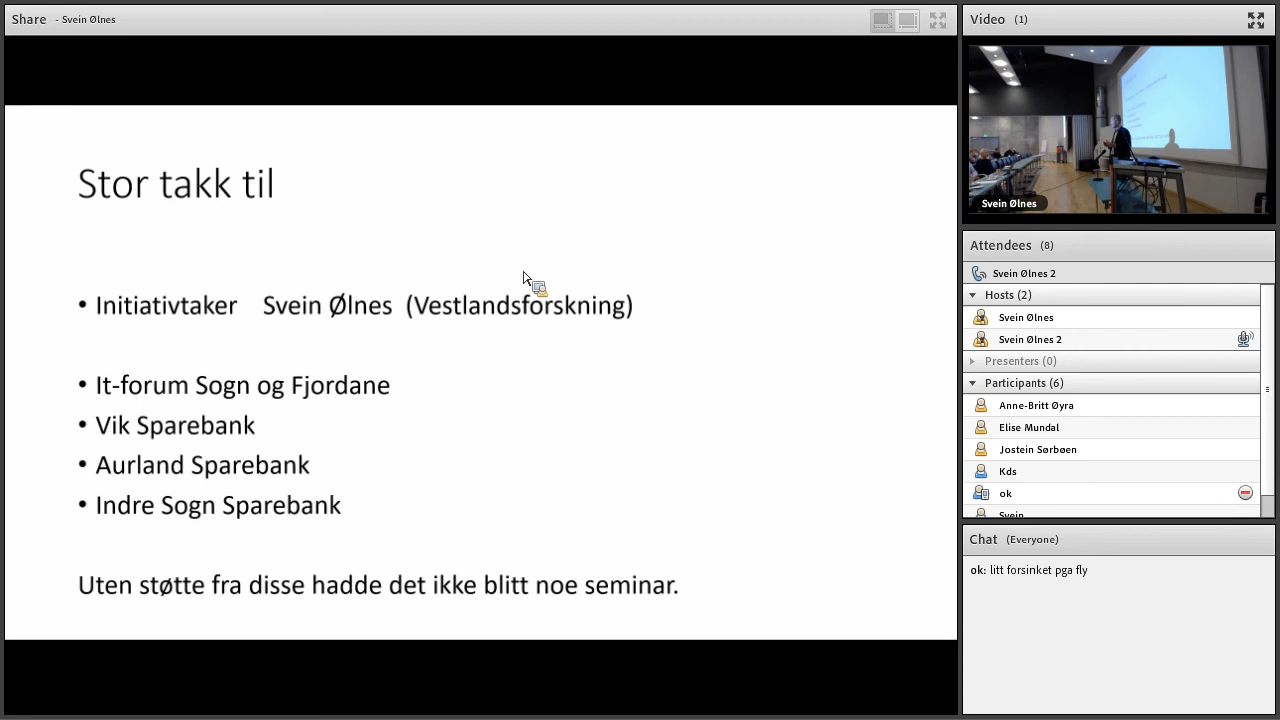 Share - Svein Ølnes
Stor takk til
• Initiativtaker Svein Ølnes (Vestlandsforskning)
• It-forum Sogn og Fjordane
• Vik Sparebank
• Aurland Sparebank
• Indre Sogn Sparebank
Uten støtte fra disse hadde det ikke blitt noe seminar.
Video (1)
Svein Ølnes
Attendees (8)
Svein Ølnes 2
Hosts (2)
Svein Ølnes
Svein Ølnes 2
Presenters (0)
Participants (6)
Anne-Britt Øyra
Elise Mundal
Jostein Sørbøen
Kds
ok
Svein
Chat (Everyone)
ok: litt forsinket pga fly